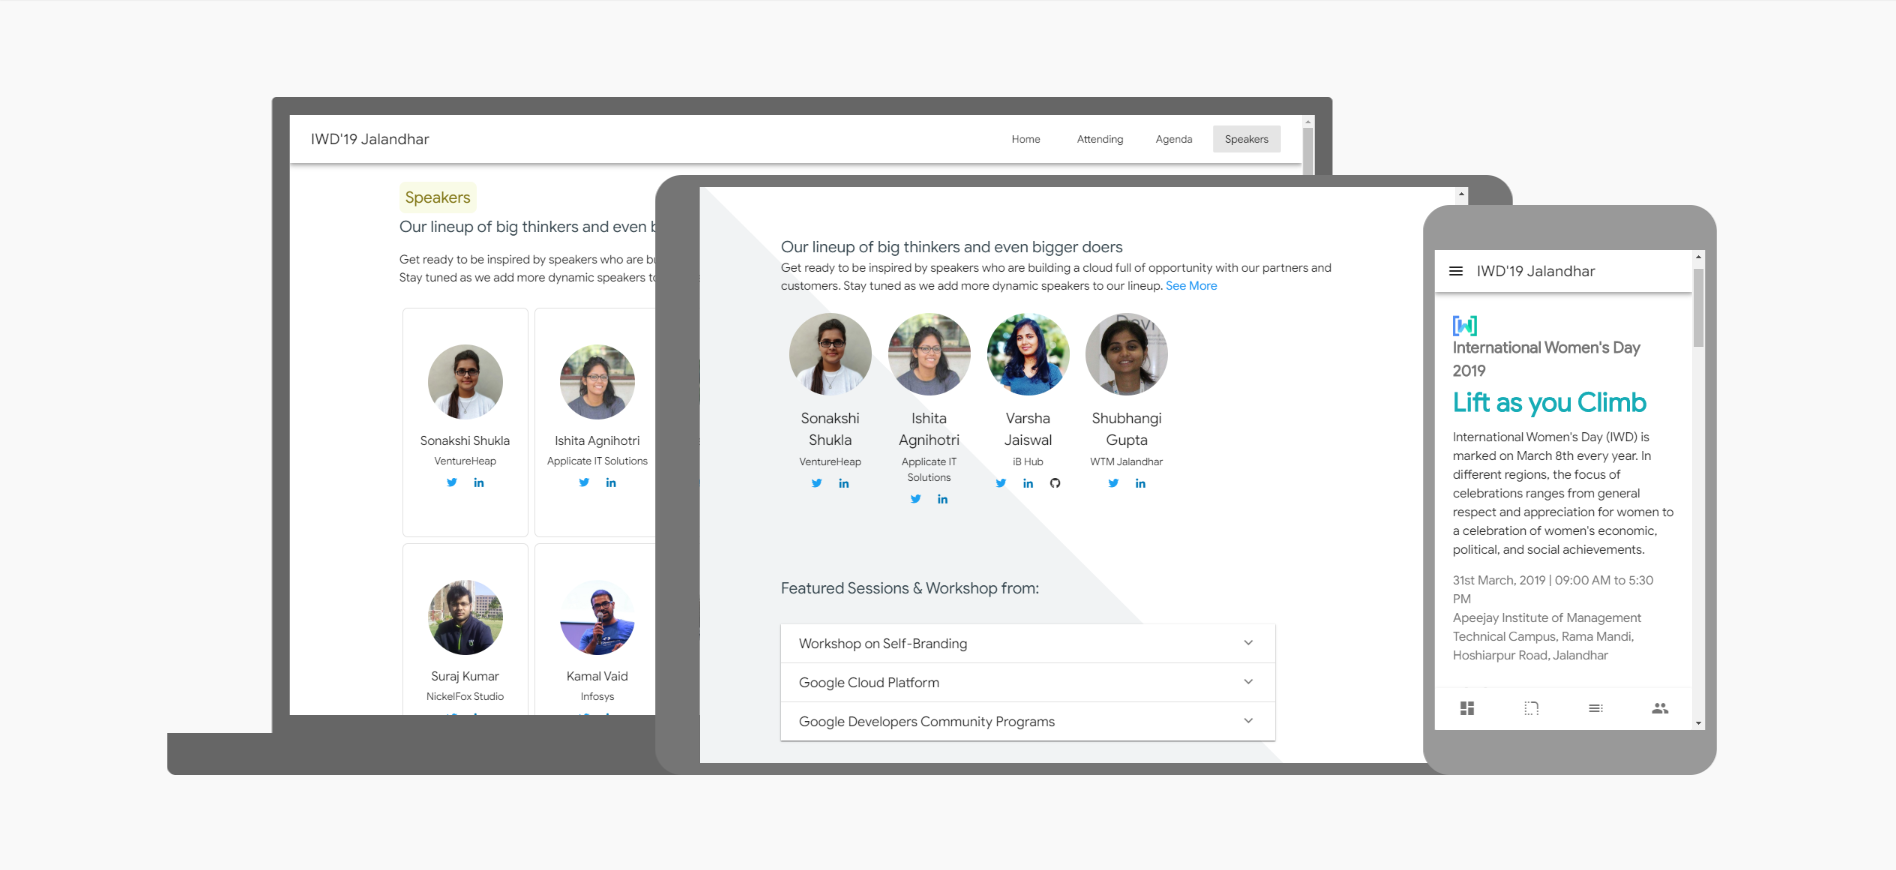 IWD'19 Jalandhar
Home Attending Agenda Speakers
Speakers
Our lineup of big thinkers and even
Get ready to be inspired by speakers who are
Stay tuned as we add more dynamic speakers to
Sonakshi Shukla
VentureHeap
Ishita Agnihotri
Applicate IT Solutions
Suraj Kumar
NickelFox Studio
Kamal Vaid
Infosys
Our lineup of big thinkers and even bigger doers
Get ready to be inspired by speakers who are building a cloud full of opportunity with our partners and
customers. Stay tuned as we add more dynamic speakers to our lineup. See More
Sonakshi
Shukla
VentureHeap
Ishita
Agnihotri
Applicate IT
Solutions
Varsha
Jaiswal
iB Hub
Shubhangi
Gupta
WTM Jalandhar
Featured Sessions & Workshop from:
Workshop on Self-Branding
Google Cloud Platform
Google Developers Community Programs
IWD'19 Jalandhar
International Women's Day
2019
Lift as you Climb
International Women's Day (IWD) is
marked on March 8th every year. In
different regions, the focus of
celebrations ranges from general
respect and appreciation for women to
a celebration of women's economic,
political, and social achievements.
31st March, 2019 | 09:00 AM to 5:30
PM
Apeejay Institute of Management
Technical Campus, Rama Mandi,
Hoshiarpur Road, Jalandhar